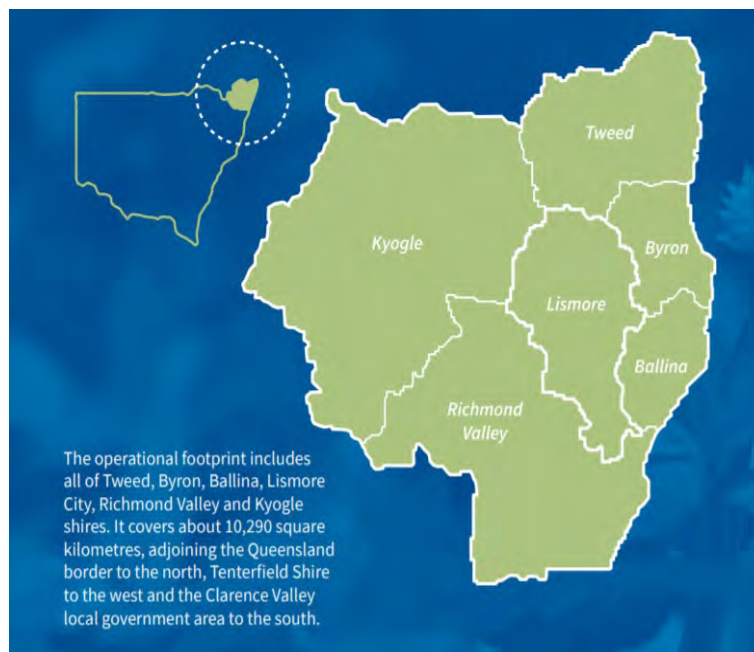 Tweed
Kyogle
Byron
Lismore
Ballina
Richmond
Valley
The operational footprint includes
all of Tweed, Byron, Ballina, Lismore
City, Richmond Valley and Kyogle
shires. It covers about 10,290 square
kilometres, adjoining the Queensland
border to the north, Tenterfield Shire
to the west and the Clarence Valley
local government area to the south.